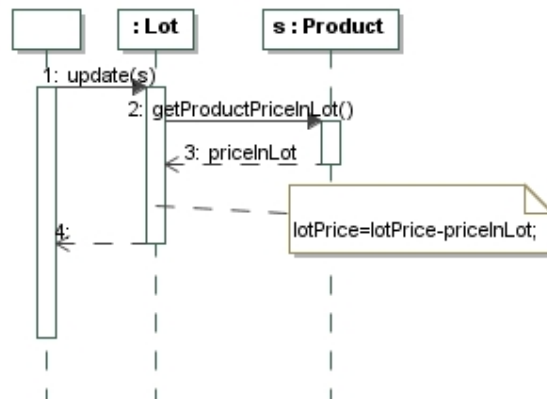 : Lot
s : Product
1: update(s)
2: getProductPriceInLot()
3: priceInLot
lotPrice=lotPrice-priceInLot;
4: